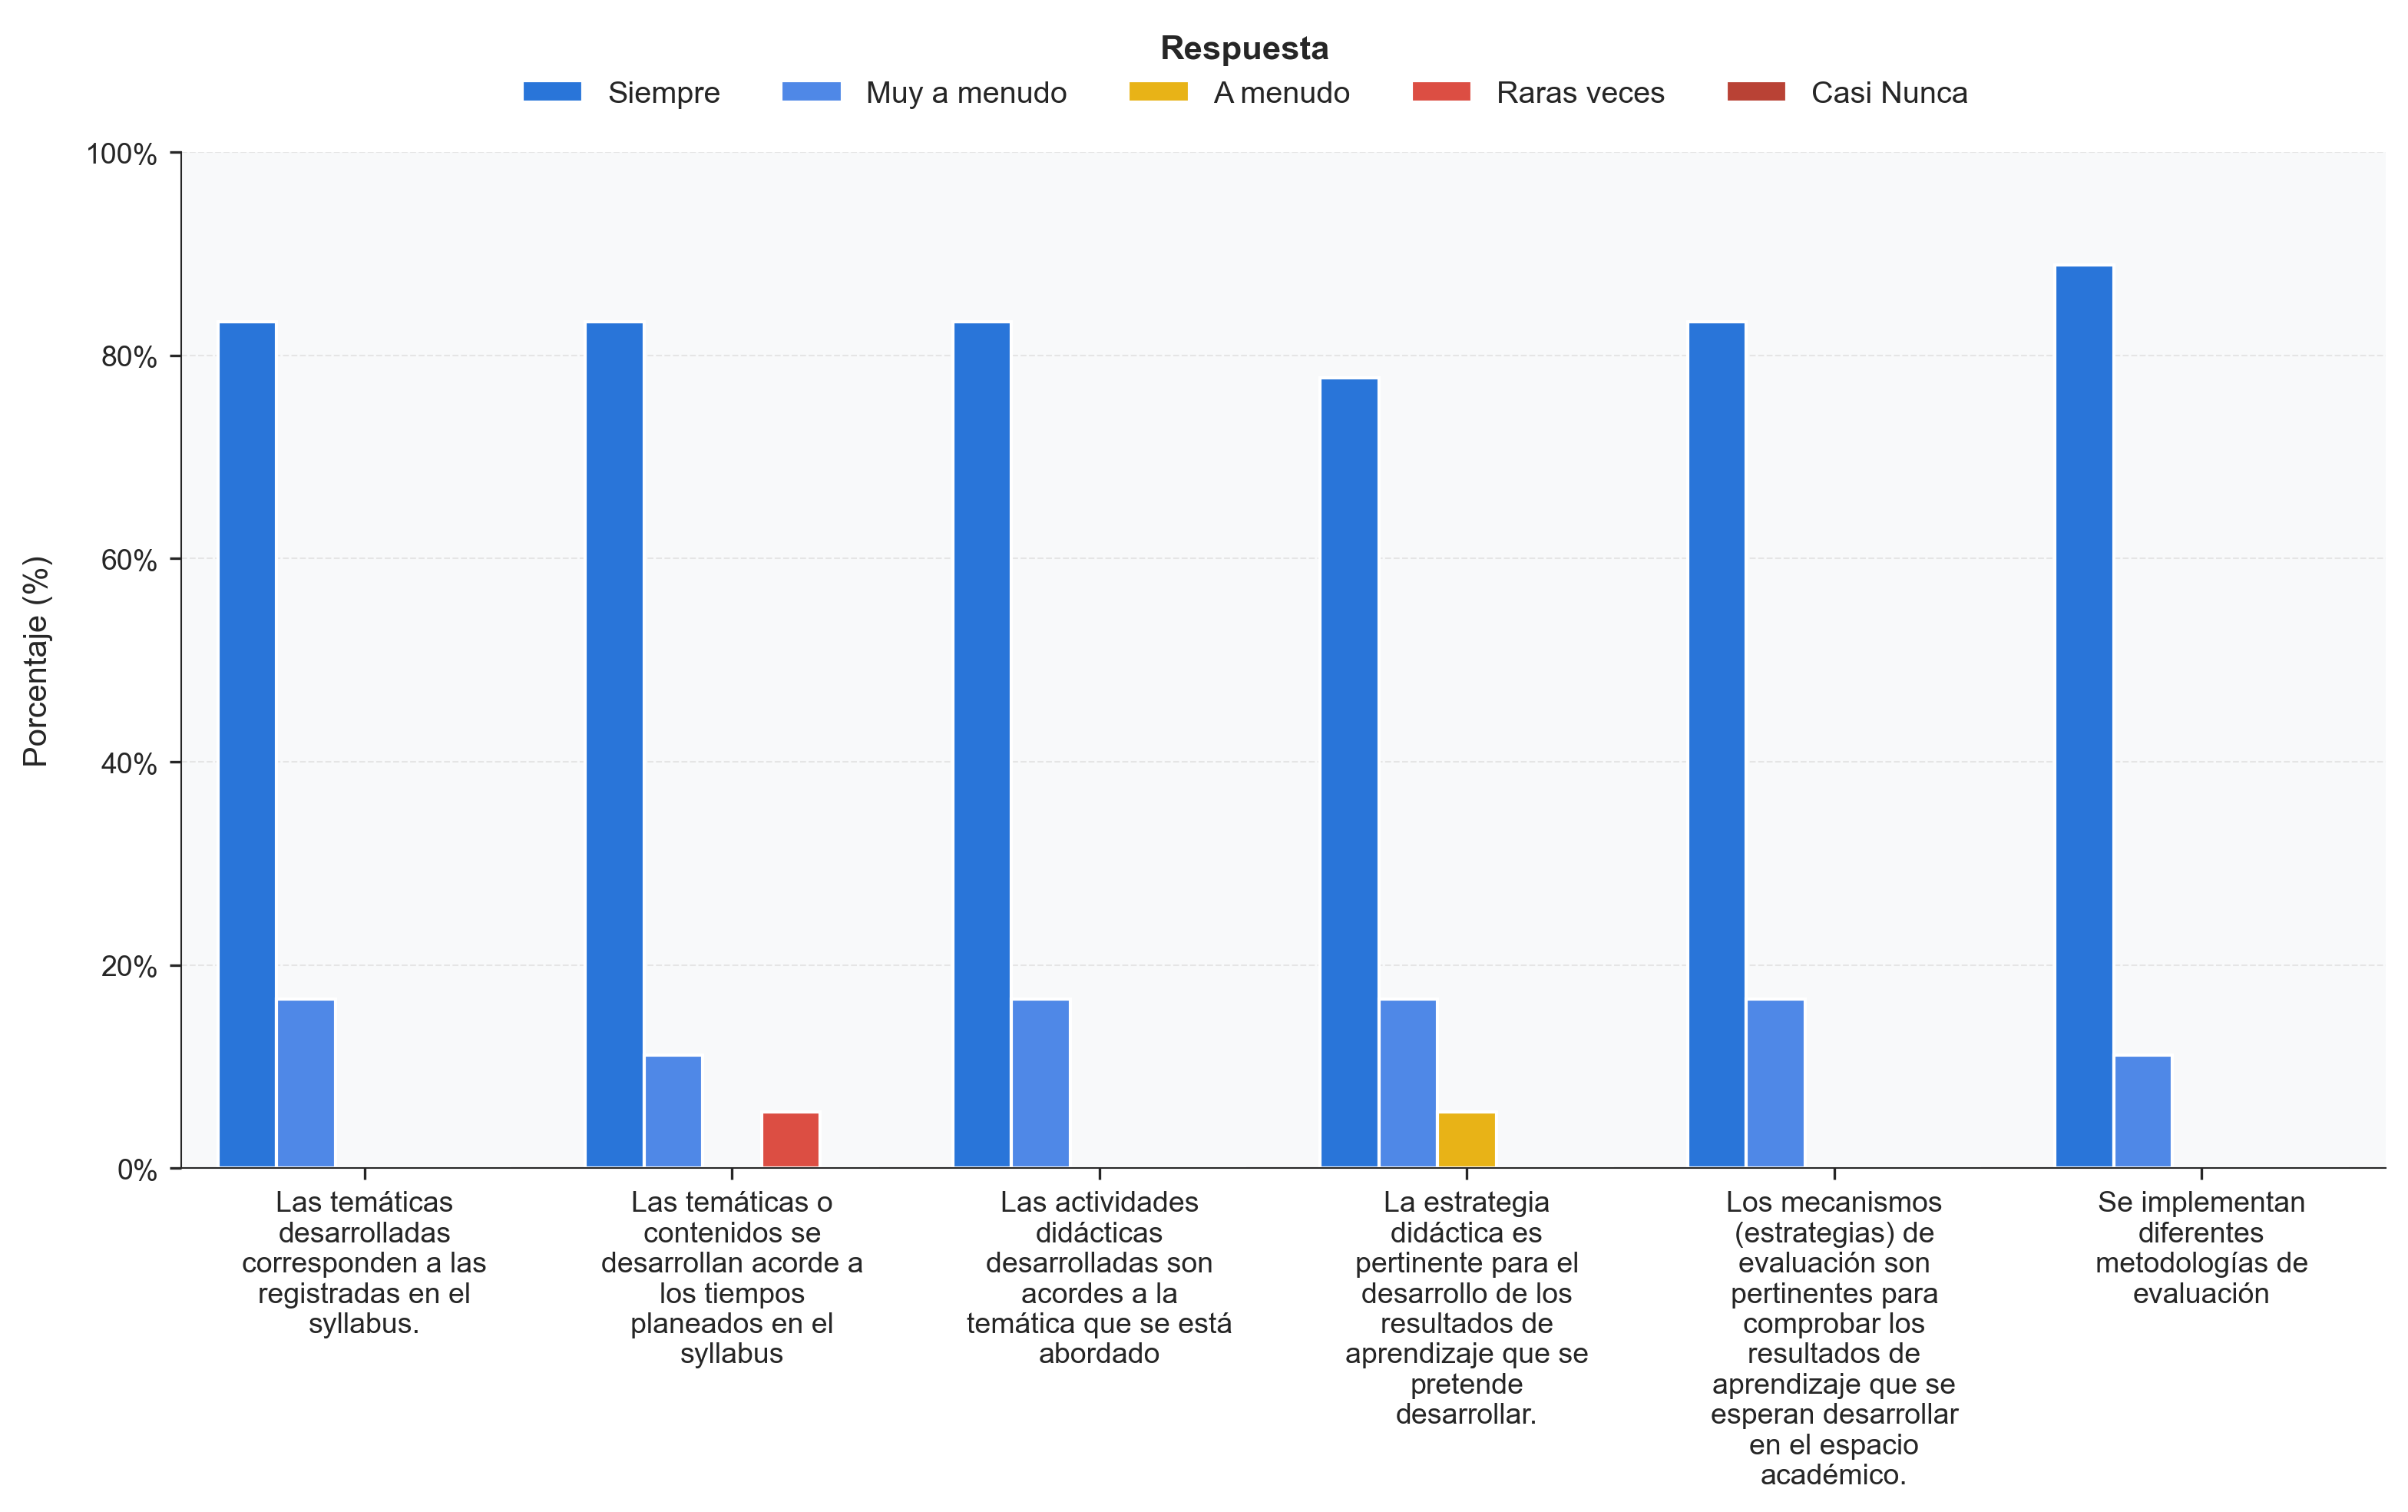 Respuesta
Siempre Muy a menudo A menudo Raras veces Casi Nunca
100%
80%
60%
40%
20%
0%
Porcentaje (%)
Las temáticas
desarrolladas
corresponden a las
registradas en el
syllabus.
Las temáticas o
contenidos se
desarrollan acorde a
los tiempos
planeados en el
syllabus
Las actividades
didácticas
desarrolladas son
acordes a la
temática que se está
abordado
La estrategia
didáctica es
pertinente para el
desarrollo de los
resultados de
aprendizaje que se
pretende
desarrollar.
Los mecanismos
(estrategias) de
evaluación son
pertinentes para
comprobar los
resultados de
aprendizaje que se
esperan desarrollar
en el espacio
académico.
Se implementan
diferentes
metodologías de
evaluación